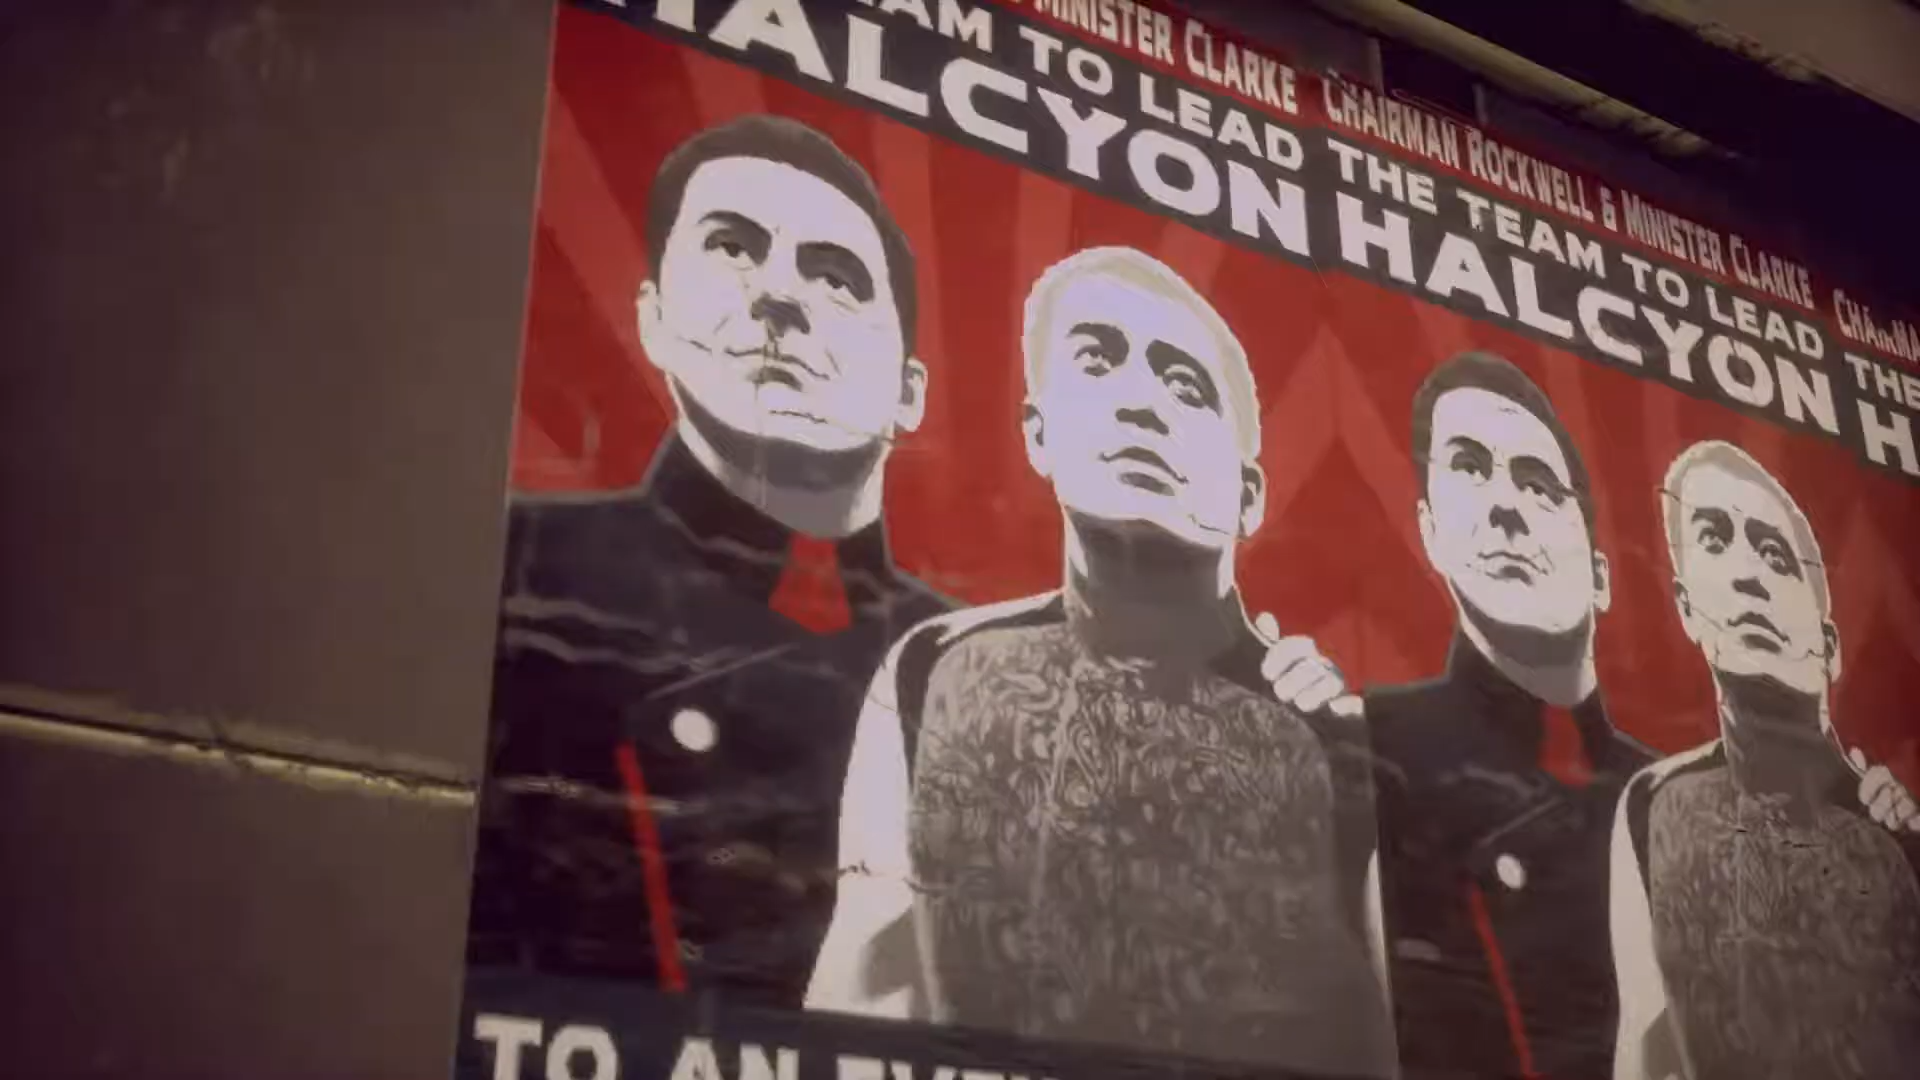 MINISTER CLARKE CHAIRMAN ROCKWELL & MINISTER CLARKE
TO LEAD THE TEAM TO LEAD THE
HALCYON HALCYON
TO AN